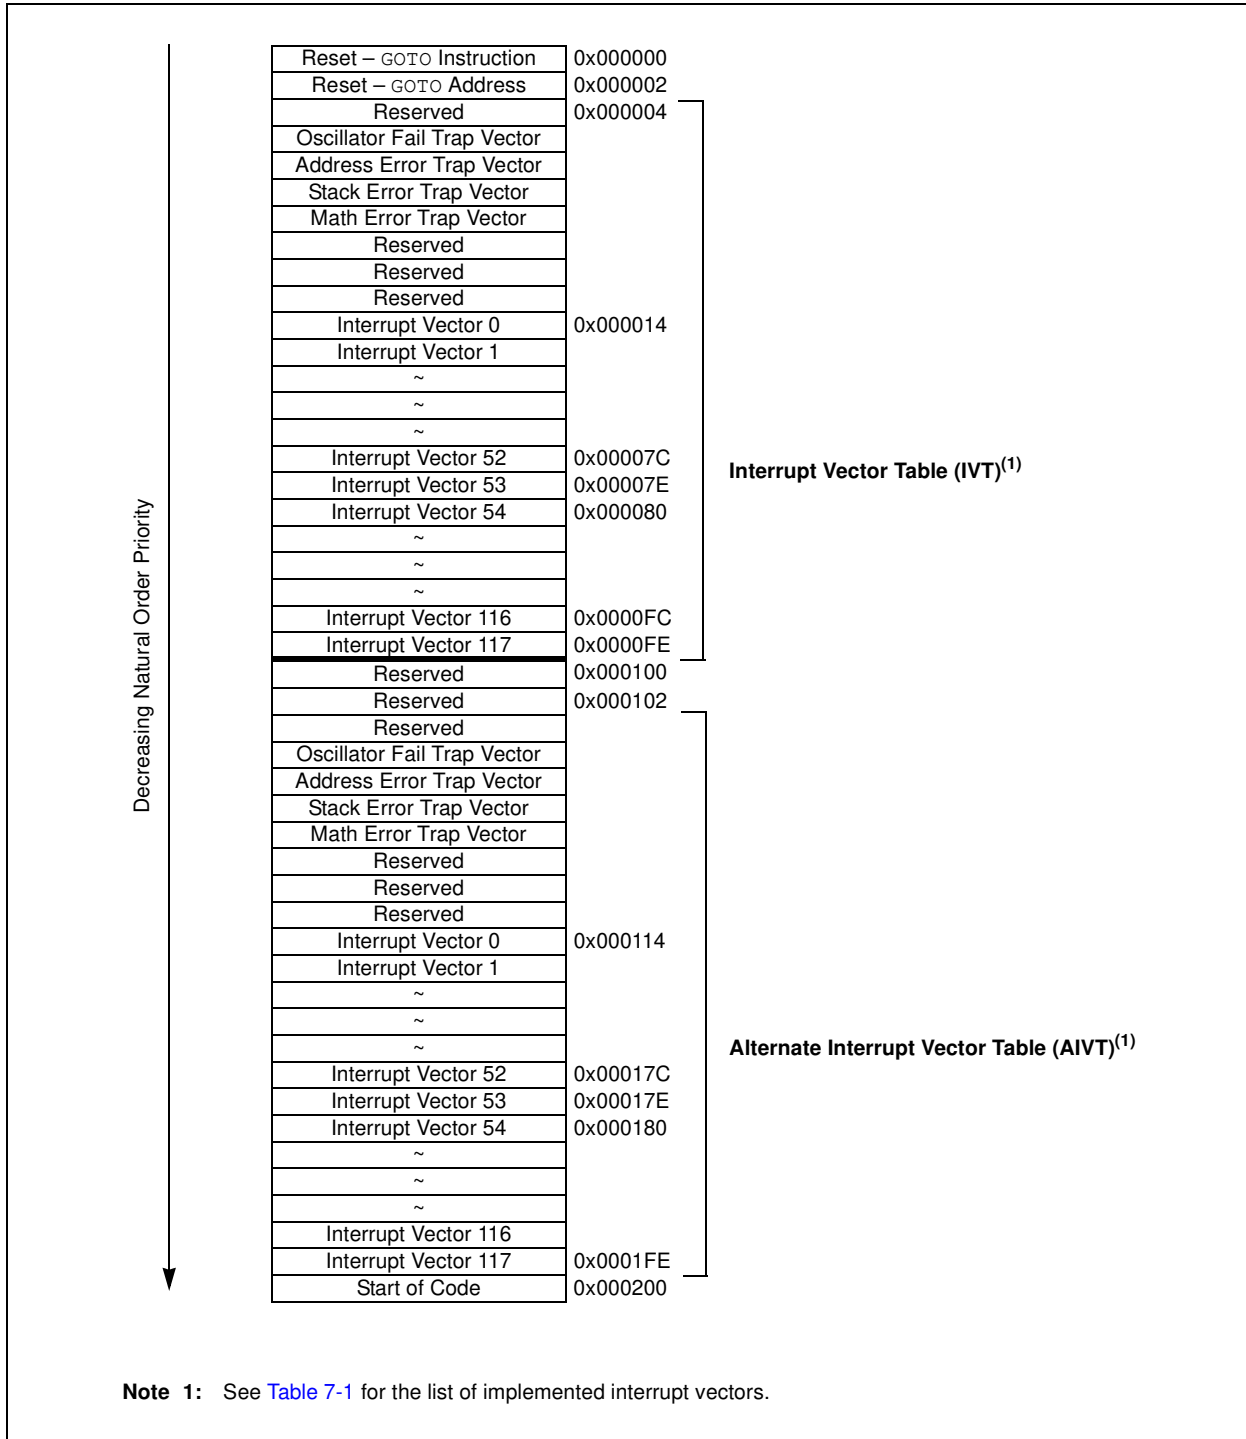 Reset – GOTO Instruction 0x000000
Reset – GOTO Address 0x000002
Reserved 0x000004
Oscillator Fail Trap Vector
Address Error Trap Vector
Stack Error Trap Vector
Math Error Trap Vector
Reserved
Reserved
Reserved
Interrupt Vector 0 0x000014
Interrupt Vector 1
~
~
~
Interrupt Vector 52 0x00007C
Interrupt Vector Table (IVT)(1)
Interrupt Vector 53 0x00007E
Interrupt Vector 54 0x000080
~
~
~
Interrupt Vector 116 0x0000FC
Interrupt Vector 117 0x0000FE
Decreasing Natural Order Priority
Reserved 0x000100
Reserved 0x000102
Reserved
Oscillator Fail Trap Vector
Address Error Trap Vector
Stack Error Trap Vector
Math Error Trap Vector
Reserved
Reserved
Reserved
Interrupt Vector 0 0x000114
Interrupt Vector 1
~
~
~
Alternate Interrupt Vector Table (AIVT)(1)
Interrupt Vector 52 0x00017C
Interrupt Vector 53 0x00017E
Interrupt Vector 54 0x000180
~
~
~
Interrupt Vector 116
Interrupt Vector 117 0x0001FE
Start of Code 0x000200
Note 1: See Table 7-1 for the list of implemented interrupt vectors.